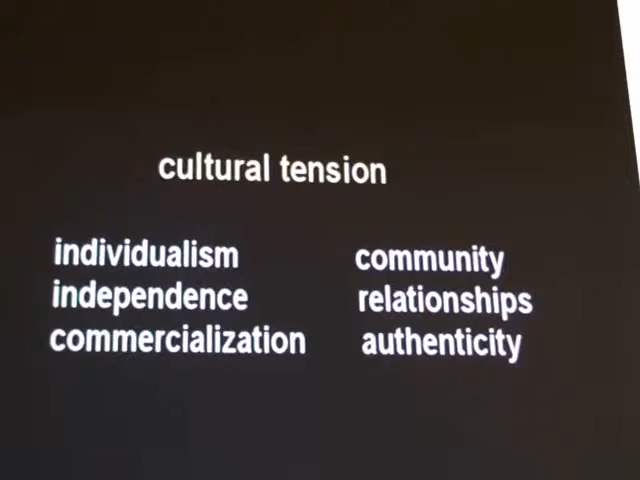 cultural tension
individualism community
independence relationships
commercialization authenticity